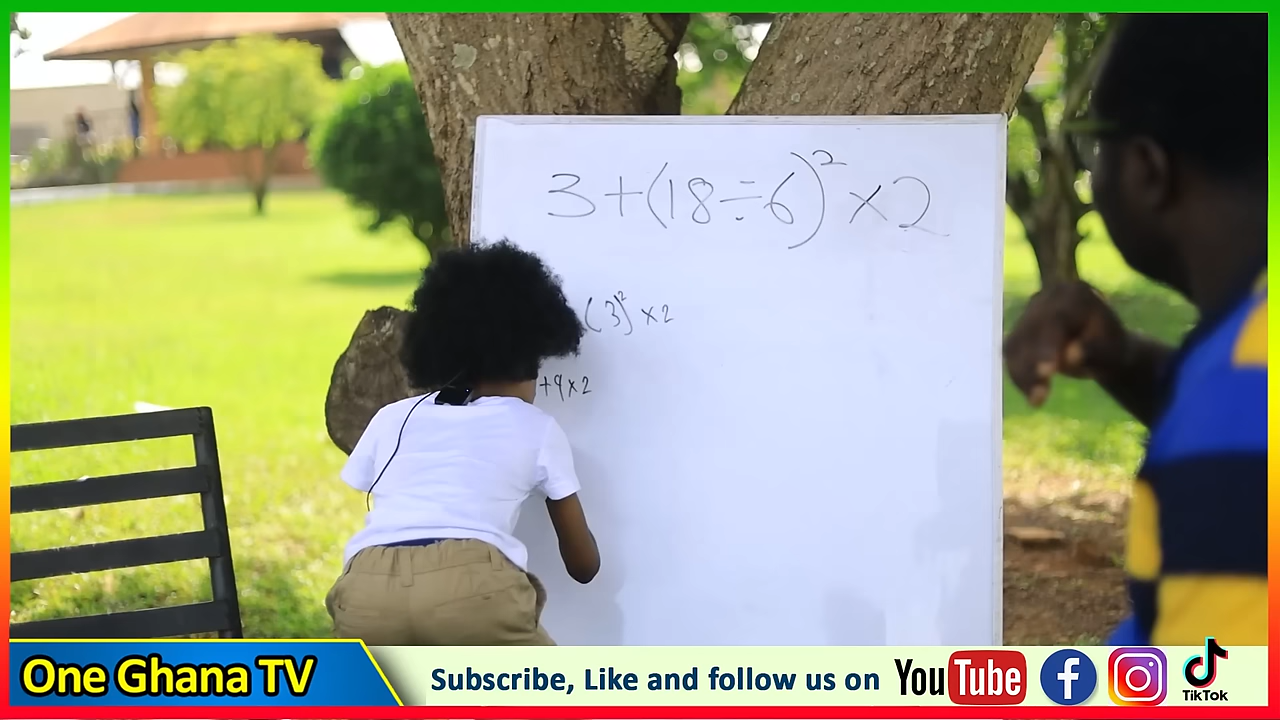 3+(18÷6)² ×2
(3)² ×2
+9×2
One Ghana TV
Subscribe, Like and follow us on YouTube
TikTok